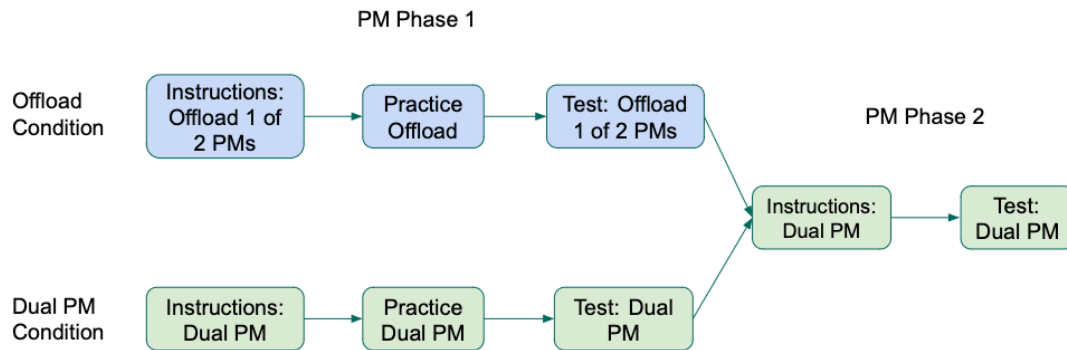 PM Phase 1
Offload
Condition
Instructions:
Offload 1 of
2 PMs
Practice
Offload
Test: Offload
1 of 2 PMs
PM Phase 2
Instructions:
Dual PM
Test:
Dual PM
Dual PM
Condition
Instructions:
Dual PM
Practice
Dual PM
Test: Dual
PM